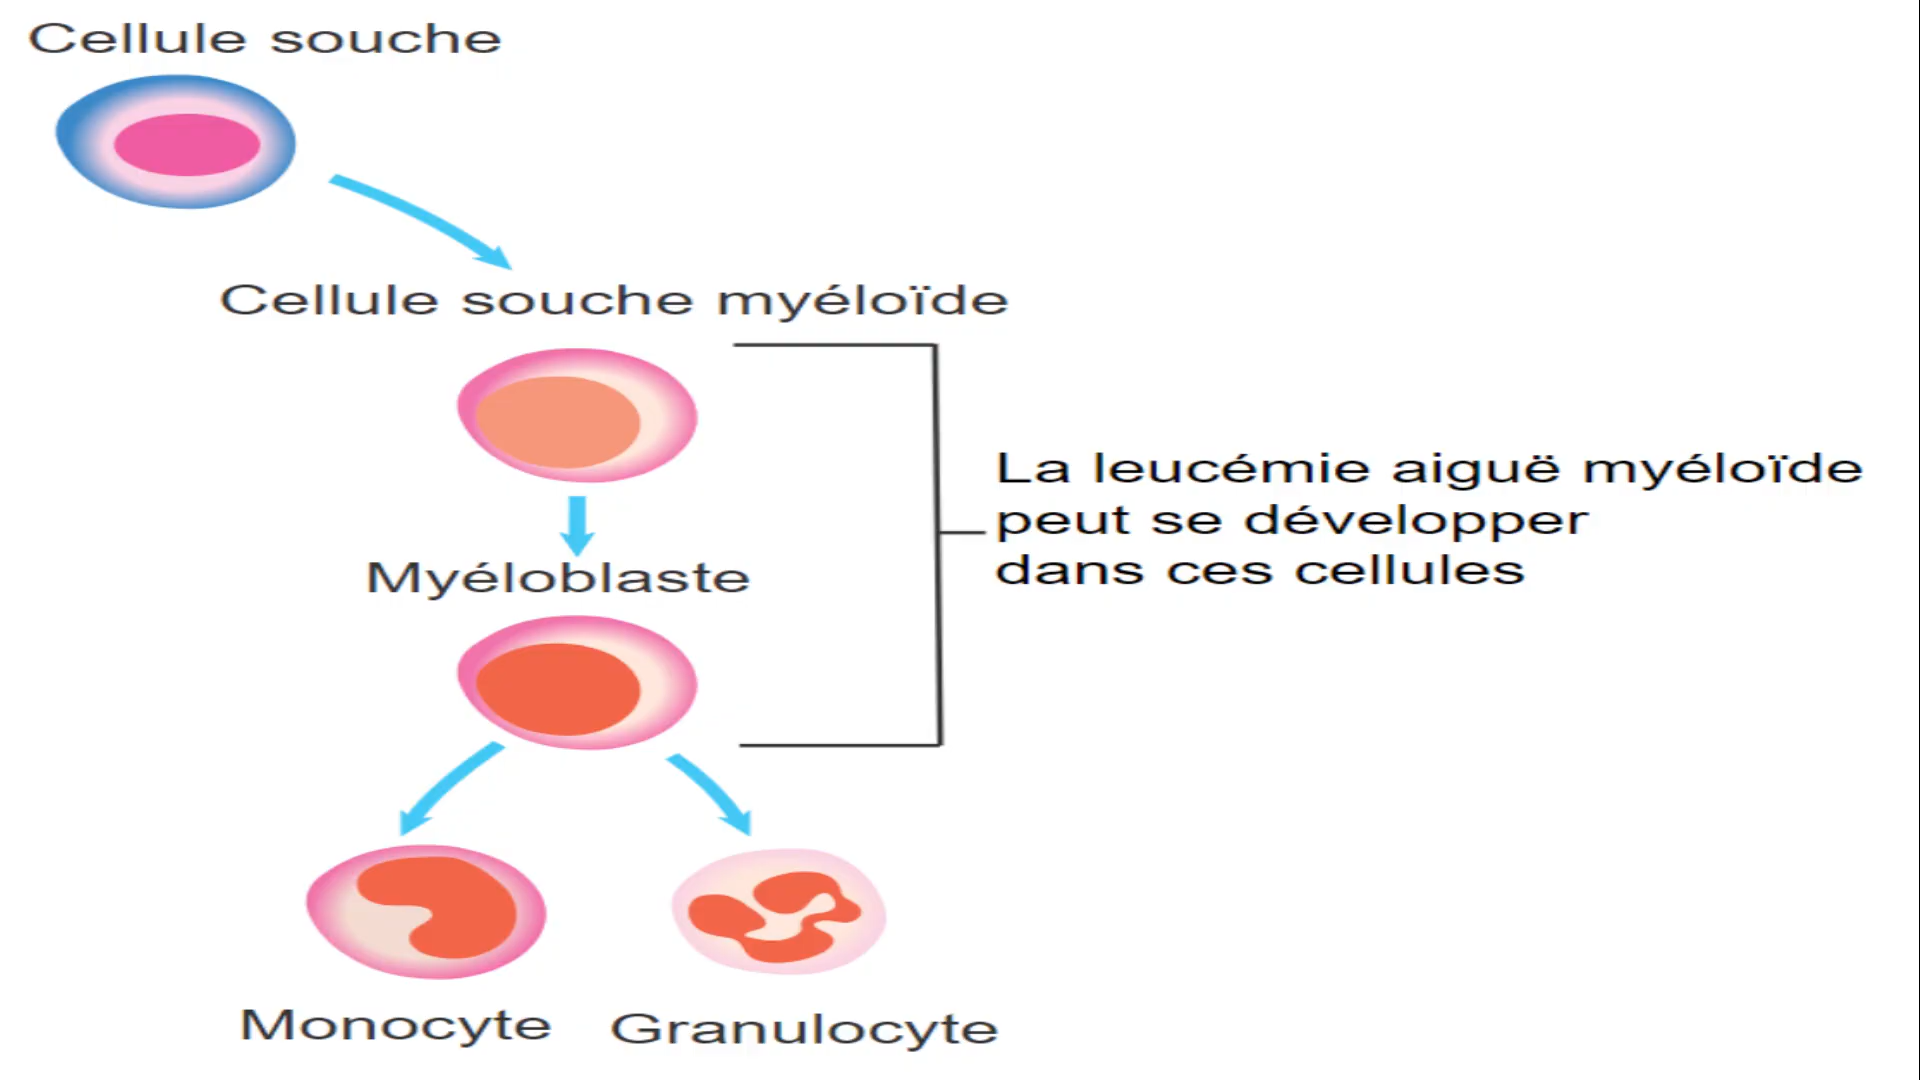 Cellule souche
Cellule souche myéloïde
La leucémie aiguë myéloïde
peut se développer
dans ces cellules
Myéloblaste
Monocyte
Granulocyte